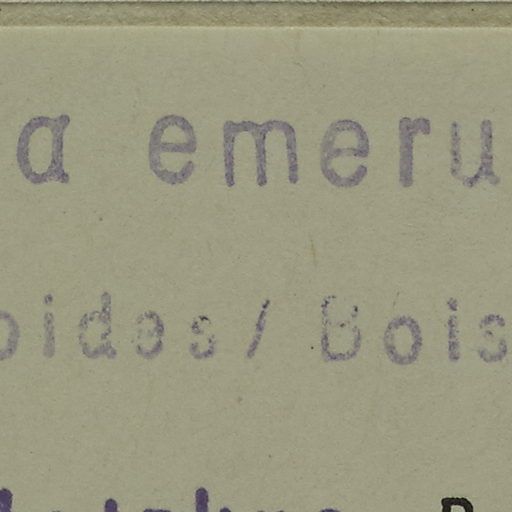 a emeru
oides/ Bois